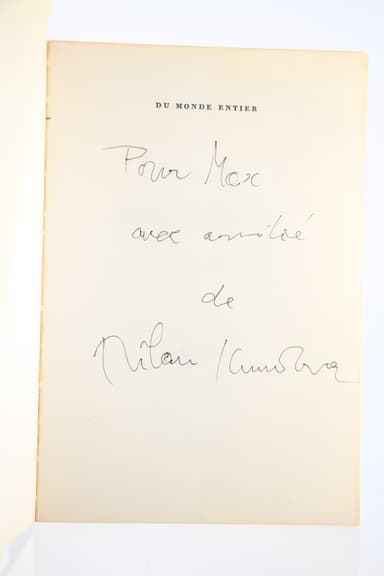 DU MONDE ENTIER
Pour Max
avec amitié
de
Milan Kundera